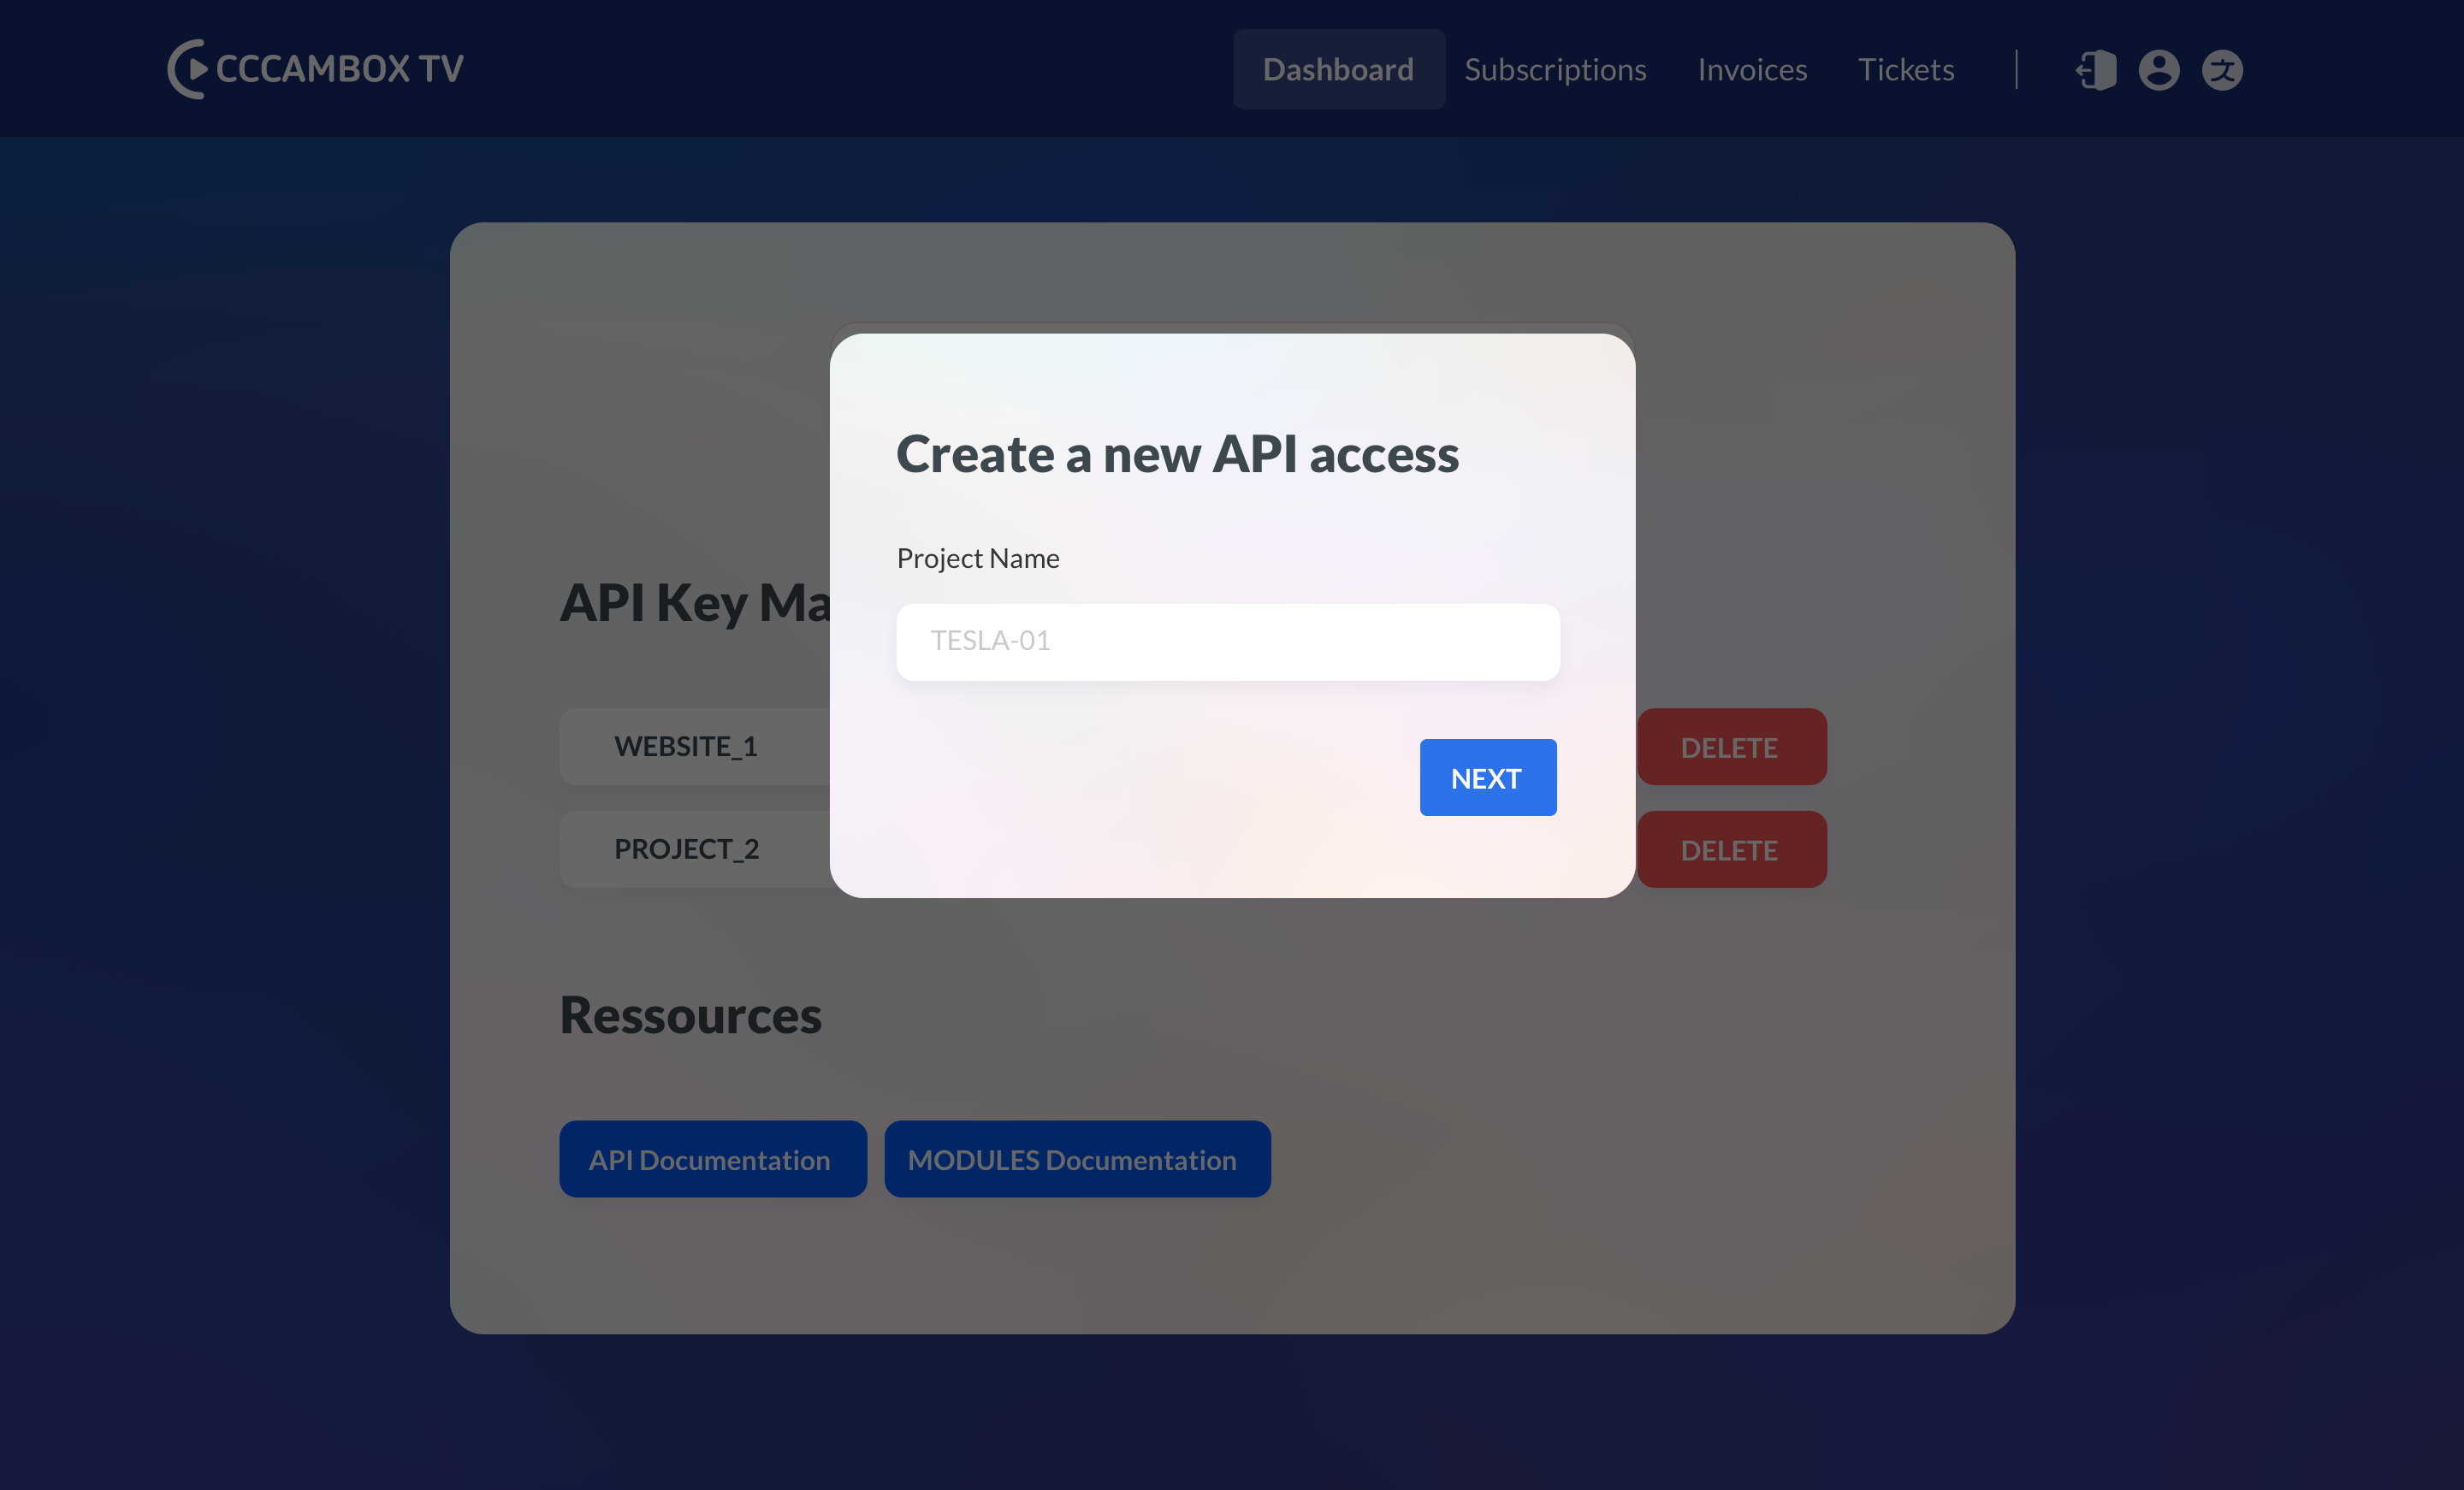 CCCAMBOX TV
Dashboard Subscriptions Invoices Tickets
Create a new API access
Project Name
API Key Ma
TESLA-01
WEBSITE_1 DELETE
NEXT
PROJECT_2 DELETE
Ressources
API Documentation MODULES Documentation